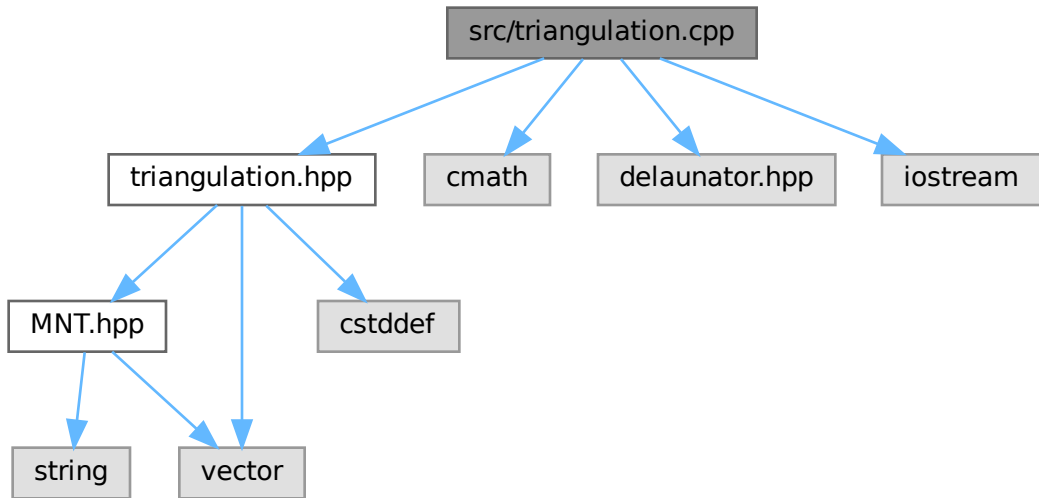 src/triangulation.cpp
triangulation.hpp
cmath
delaunator.hpp
iostream
MNT.hpp
cstddef
string
vector